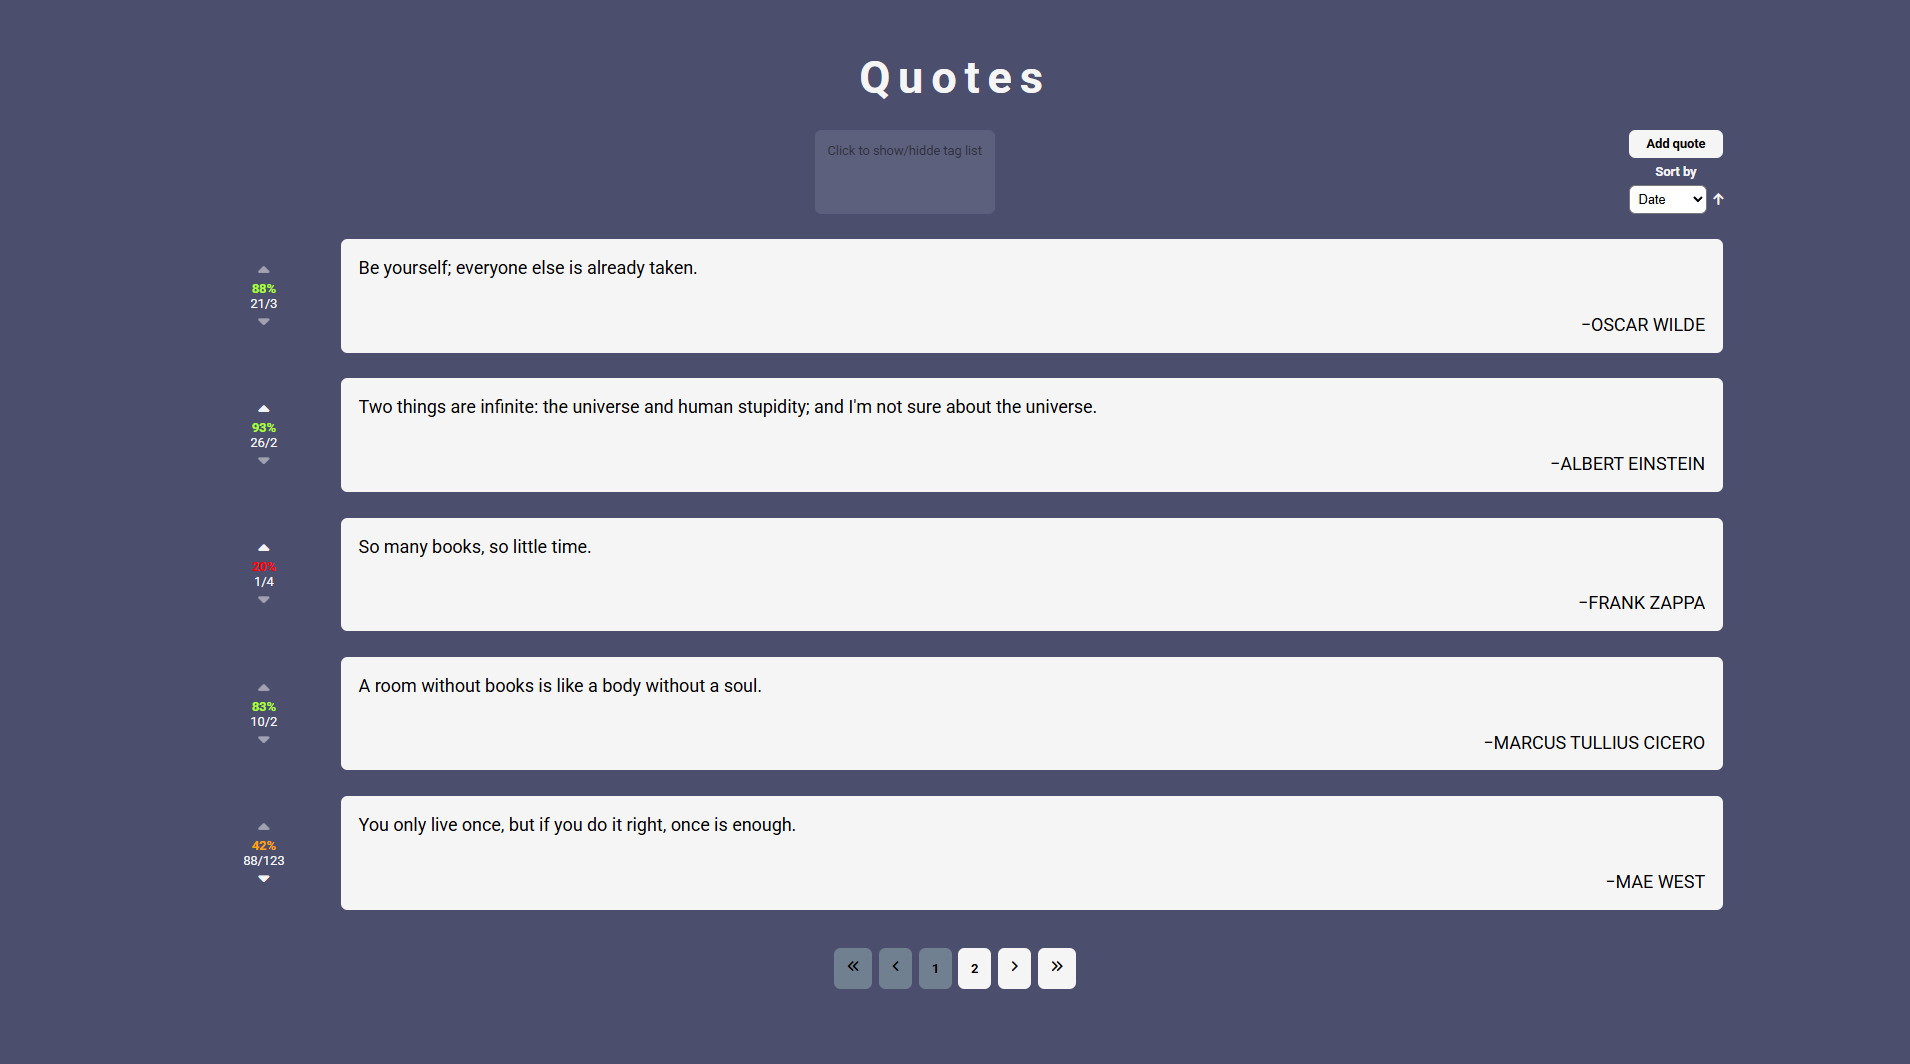 Quotes
Click to show/hidde tag list
Add quote
Sort by
Date
Be yourself; everyone else is already taken.
88%
21/3
−OSCAR WILDE
Two things are infinite: the universe and human stupidity; and I'm not sure about the universe.
93%
26/2
−ALBERT EINSTEIN
So many books, so little time.
20%
1/4
−FRANK ZAPPA
A room without books is like a body without a soul.
83%
10/2
−MARCUS TULLIUS CICERO
You only live once, but if you do it right, once is enough.
42%
88/123
−MAE WEST
« ‹ 1 2 › »